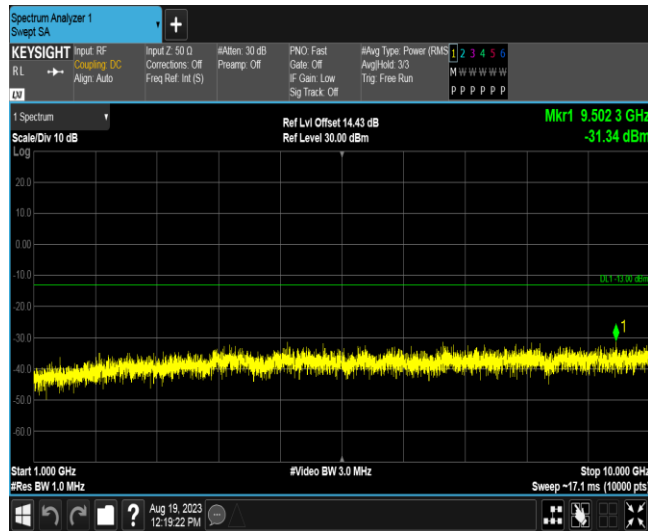 Spectrum Analyzer 1
Swept SA
+
KEYSIGHT
RL
LXI
Input: RF
Coupling: DC
Align: Auto
Input Z: 50 Ω
Corrections: Off
Freq Ref: Int (S)
#Atten: 30 dB
Preamp: Off
PNO: Fast
Gate: Off
IF Gain: Low
Sig Track: Off
#Avg Type: Power (RMS
Avg|Hold: 3/3
Trig: Free Run
1 2 3 4 5 6
M W W W W W
P P P P P P
1 Spectrum
Scale/Div 10 dB
Log
Ref Lvl Offset 14.43 dB
Ref Level 30.00 dBm
Mkr1 9.502 3 GHz
-31.34 dBm
20.0
10.0
0.00
-10.0
DL1 -13.00 dBm
-20.0
-30.0
1
-40.0
-50.0
-60.0
Start 1.000 GHz
#Res BW 1.0 MHz
#Video BW 3.0 MHz
Stop 10.000 GHz
Sweep ~17.1 ms (10000 pts)
?
Aug 19, 2023
12:19:22 PM